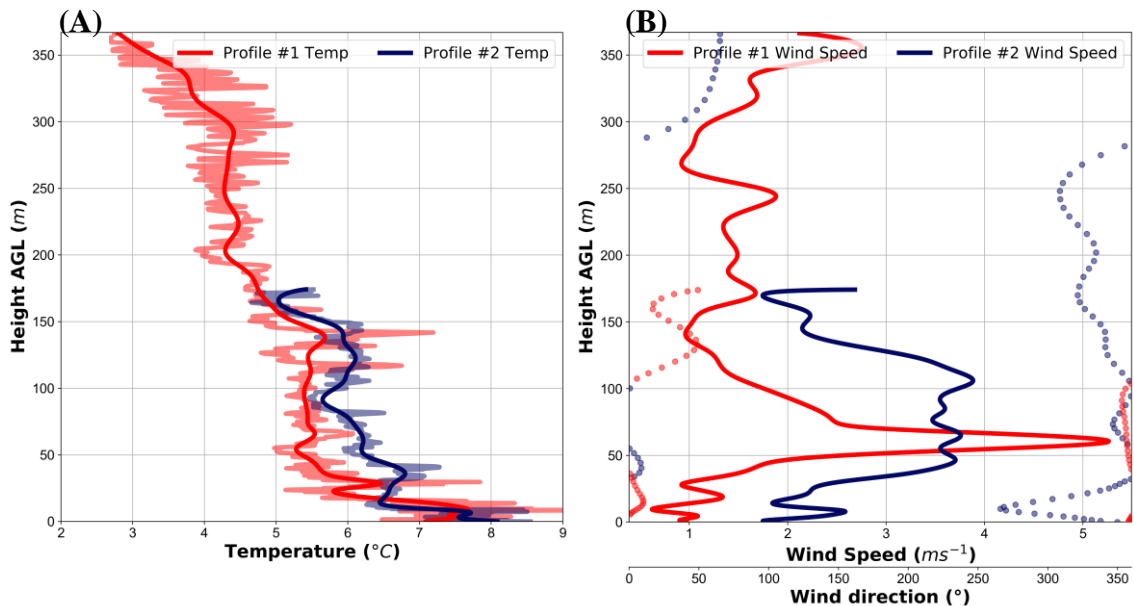 (A)
Profile #1 Temp
Profile #2 Temp
350
300
250
200
150
100
50
0
Height AGL (m)
2 3 4 5 6 7 8 9
Temperature (°C)
(B)
Profile #1 Wind Speed
Profile #2 Wind Speed
350
300
250
200
150
100
50
0
Height AGL (m)
1 2 3 4 5
Wind Speed (ms⁻¹)
0 50 100 150 200 250 300 350
Wind direction (°)